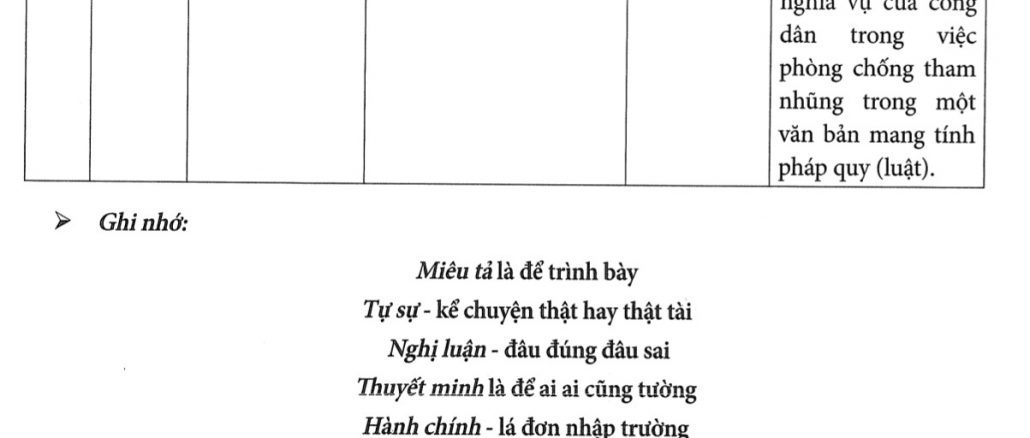 nghĩa vụ của công
dân trong việc
phòng chống tham
nhũng trong một
văn bản mang tính
pháp quy (luật).
➢ Ghi nhớ:
Miêu tả là để trình bày
Tự sự - kể chuyện thật hay thật tài
Nghị luận - đâu đúng đâu sai
Thuyết minh là để ai ai cũng tường
Hành chính - lá đơn nhập trường